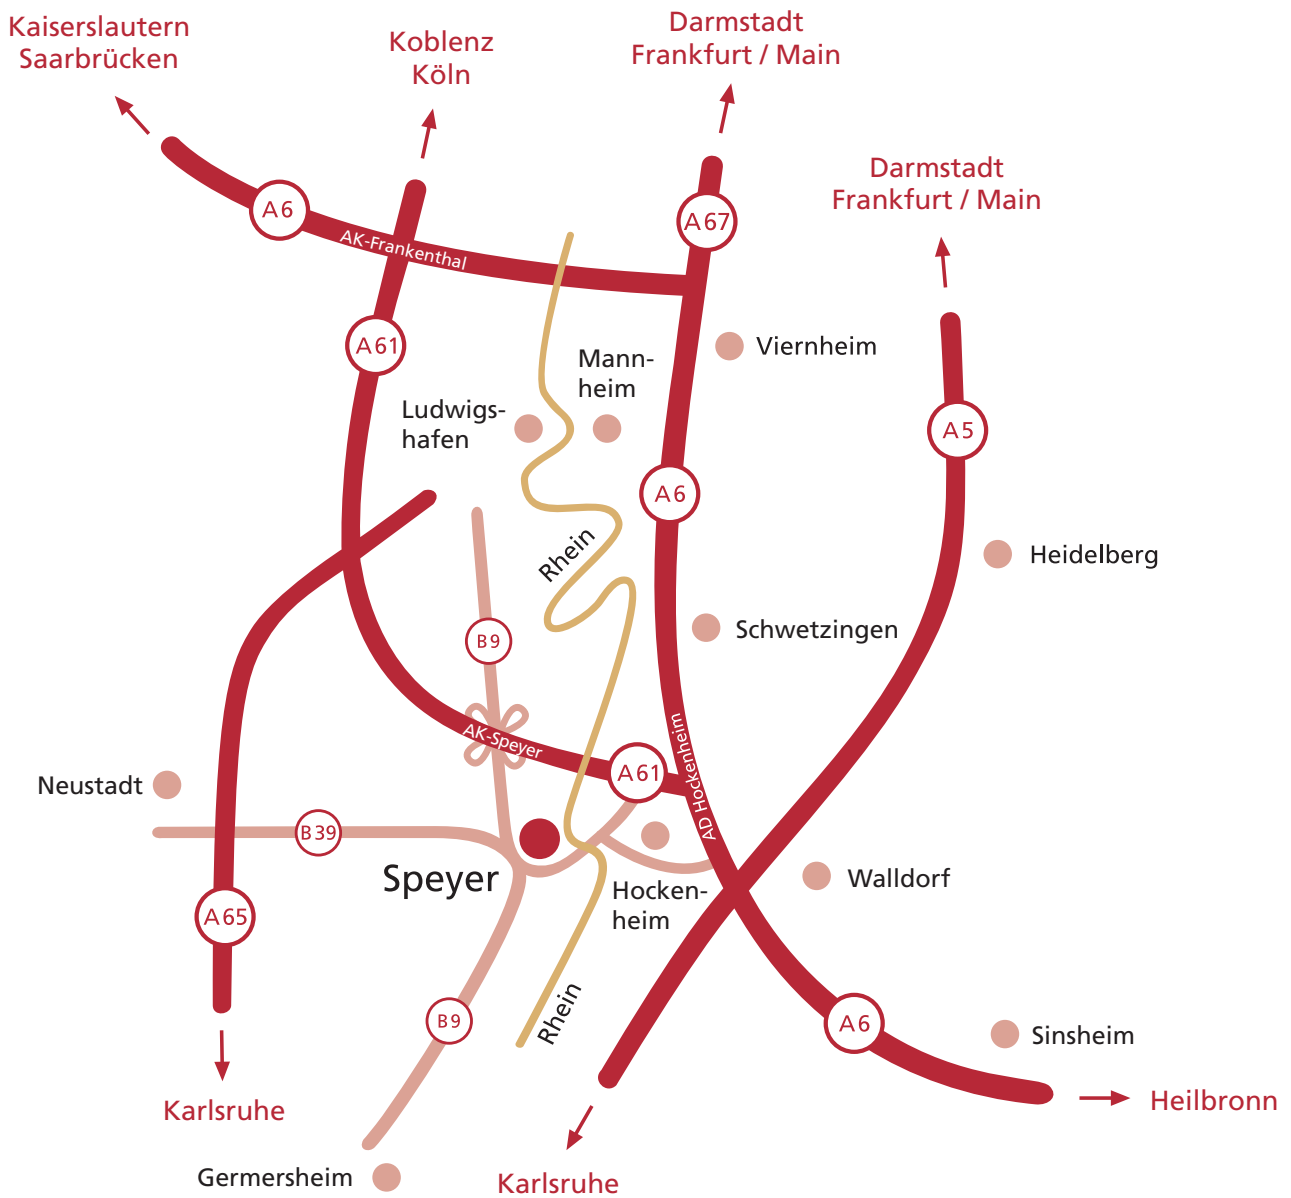 Kaiserslautern
Saarbrücken
Koblenz
Köln
Darmstadt
Frankfurt / Main
Darmstadt
Frankfurt / Main
A6
A67
AK-Frankenthal
A61
Viernheim
Mann-
heim
Ludwigs-
hafen
A5
A6
Rhein
Heidelberg
B9
Schwetzingen
AK-Speyer
A61
AD Hockenheim
Neustadt
B39
Speyer
Hocken-
heim
Walldorf
A65
B9
Rhein
A6
Sinsheim
Karlsruhe
Heilbronn
Germersheim
Karlsruhe